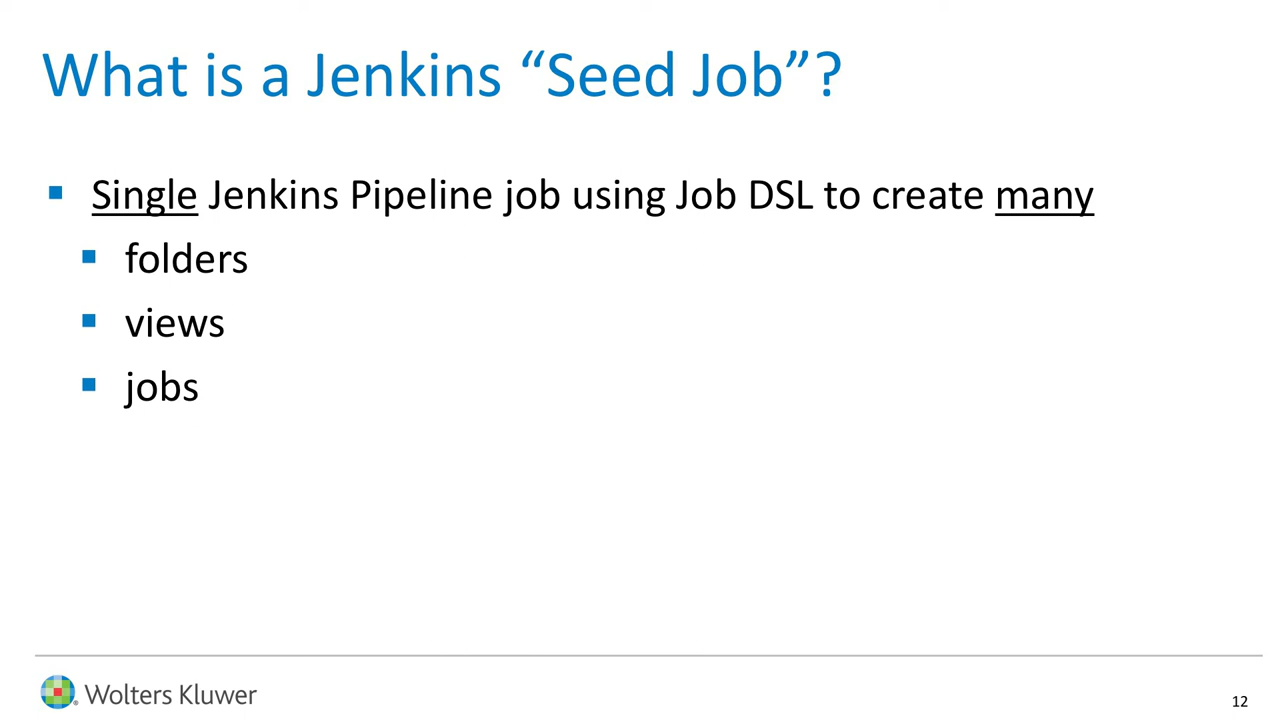 What is a Jenkins “Seed Job”?
▪ Single Jenkins Pipeline job using Job DSL to create many
▪ folders
▪ views
▪ jobs
Wolters Kluwer
12